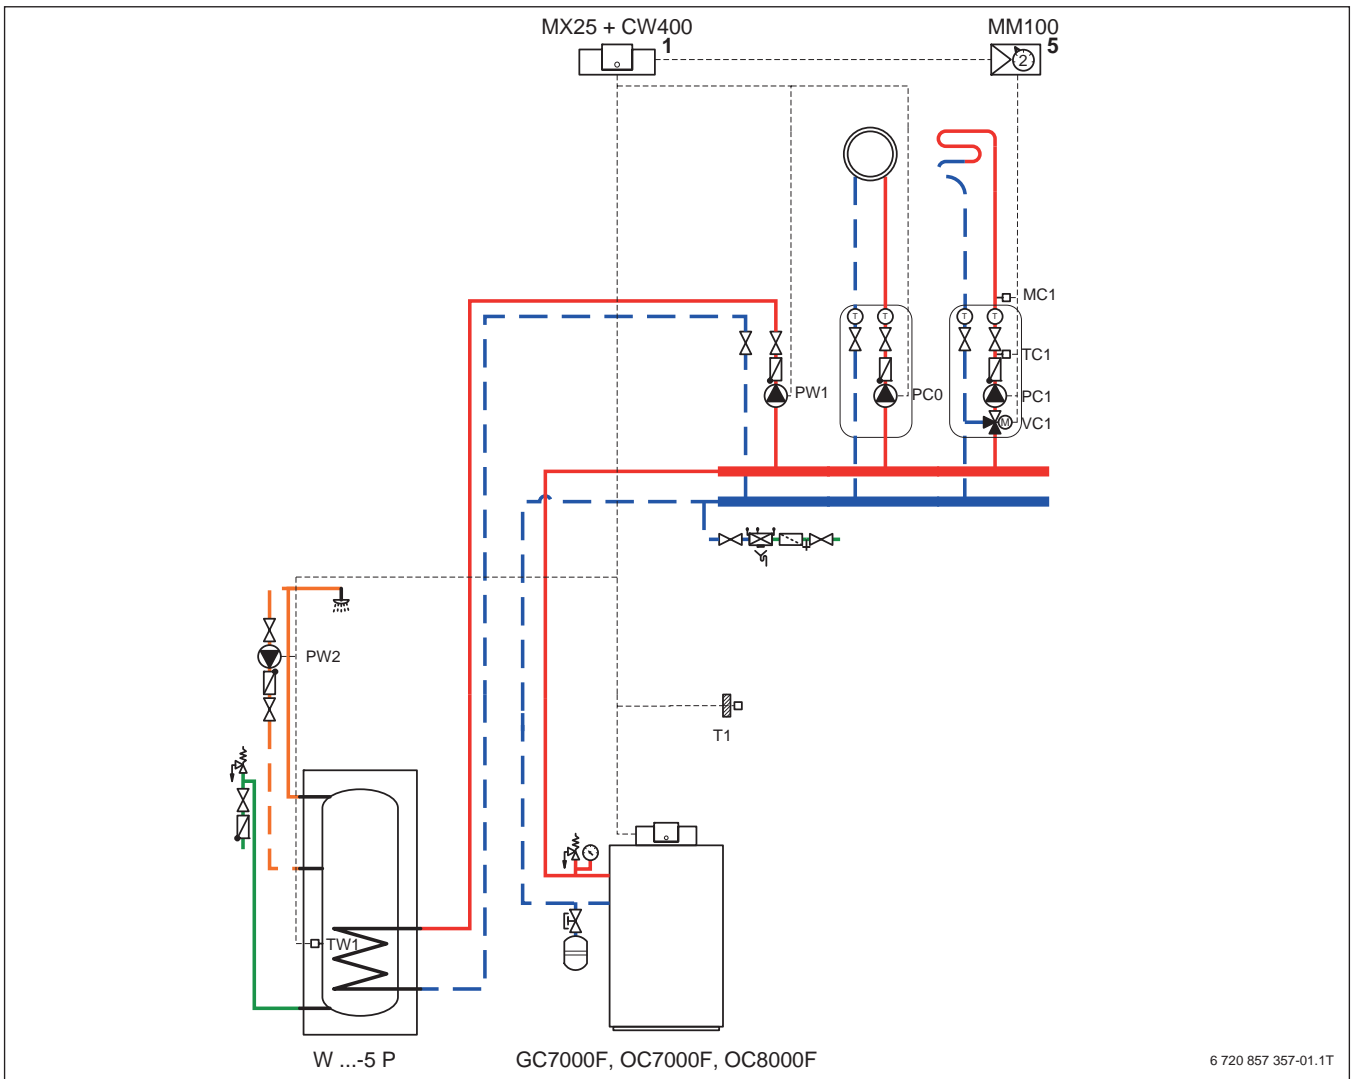 MX25 + CW400
1
MM100
5
2
T T T T
MC1
TC1
PW1
PC0
PC1
M
VC1
PW2
T1
TW1
W ...-5 P
GC7000F, OC7000F, OC8000F
6 720 857 357-01.1T